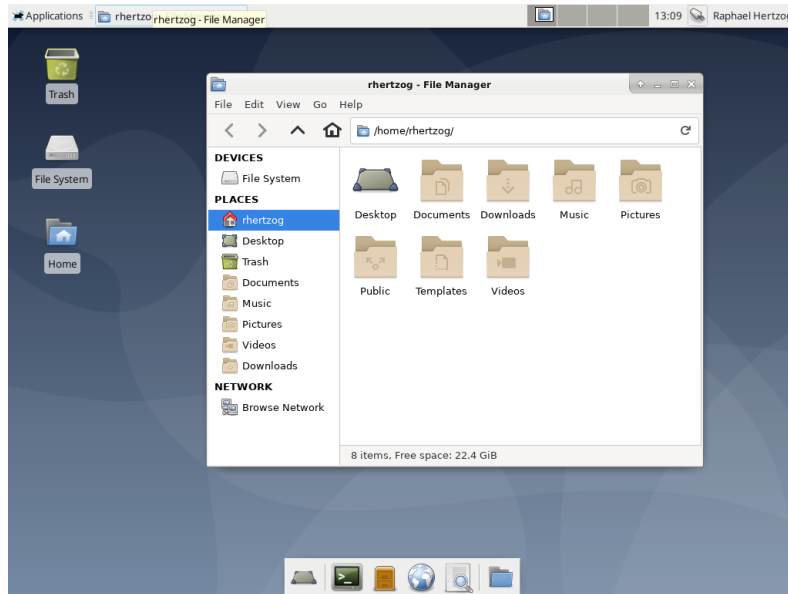 Applications
rhertzo
rhertzog - File Manager
13:09
Raphael Hertzog
Trash
File System
Home
rhertzog - File Manager
File Edit View Go Help
/home/rhertzog/
DEVICES
File System
PLACES
rhertzog
Desktop
Trash
Documents
Music
Pictures
Videos
Downloads
NETWORK
Browse Network
Desktop Documents Downloads Music Pictures
Public Templates Videos
8 items, Free space: 22.4 GiB